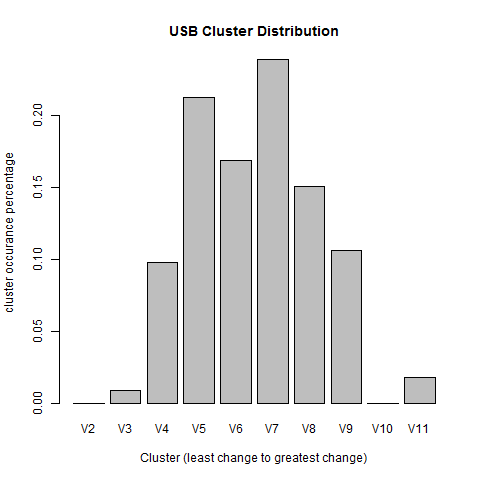 USB Cluster Distribution
cluster occurance percentage
0.20
0.15
0.10
0.05
0.00
V2 V3 V4 V5 V6 V7 V8 V9 V10 V11
Cluster (least change to greatest change)